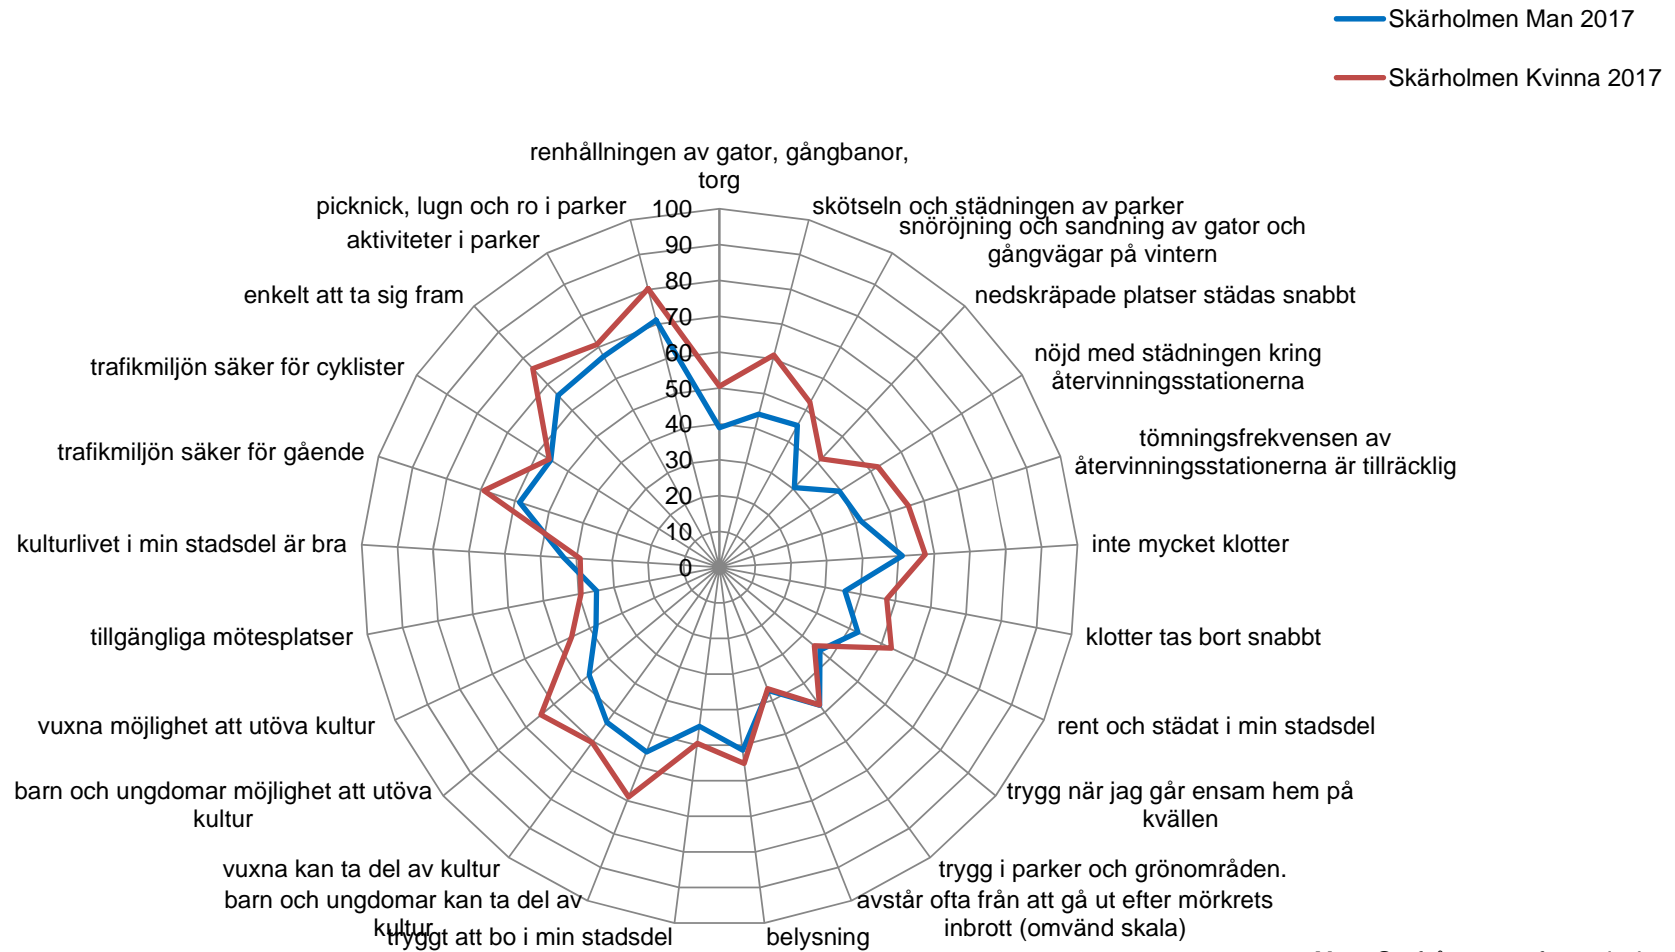 Skärholmen Man 2017
Skärholmen Kvinna 2017
renhållningen av gator, gångbanor,
torg
skötseln och städningen av parker
snöröjning och sandning av gator och
gångvägar på vintern
nedskräpade platser städas snabbt
nöjd med städningen kring
återvinningsstationerna
tömningsfrekvensen av
återvinningsstationerna är tillräcklig
inte mycket klotter
klotter tas bort snabbt
rent och städat i min stadsdel
trygg när jag går ensam hem på
kvällen
trygg i parker och grönområden.
avstår ofta från att gå ut efter mörkrets
inbrott (omvänd skala)
belysning
tryggt att bo i min stadsdel
barn och ungdomar kan ta del av
kultur
vuxna kan ta del av kultur
barn och ungdomar möjlighet att utöva
kultur
vuxna möjlighet att utöva kultur
tillgängliga mötesplatser
kulturlivet i min stadsdel är bra
trafikmiljön säker för gående
trafikmiljön säker för cyklister
enkelt att ta sig fram
aktiviteter i parker
picknick, lugn och ro i parker
100
90
80
70
60
50
40
30
20
10
0